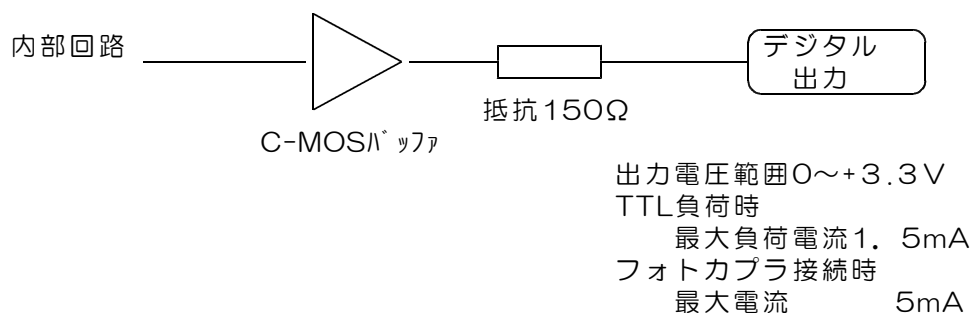 内部回路
デジタル
出力
抵抗150Ω
C-MOSバッファ
出力電圧範囲0～+3.3V
TTL負荷時
最大負荷電流1．5mA
フォトカプラ接続時
最大電流 5mA